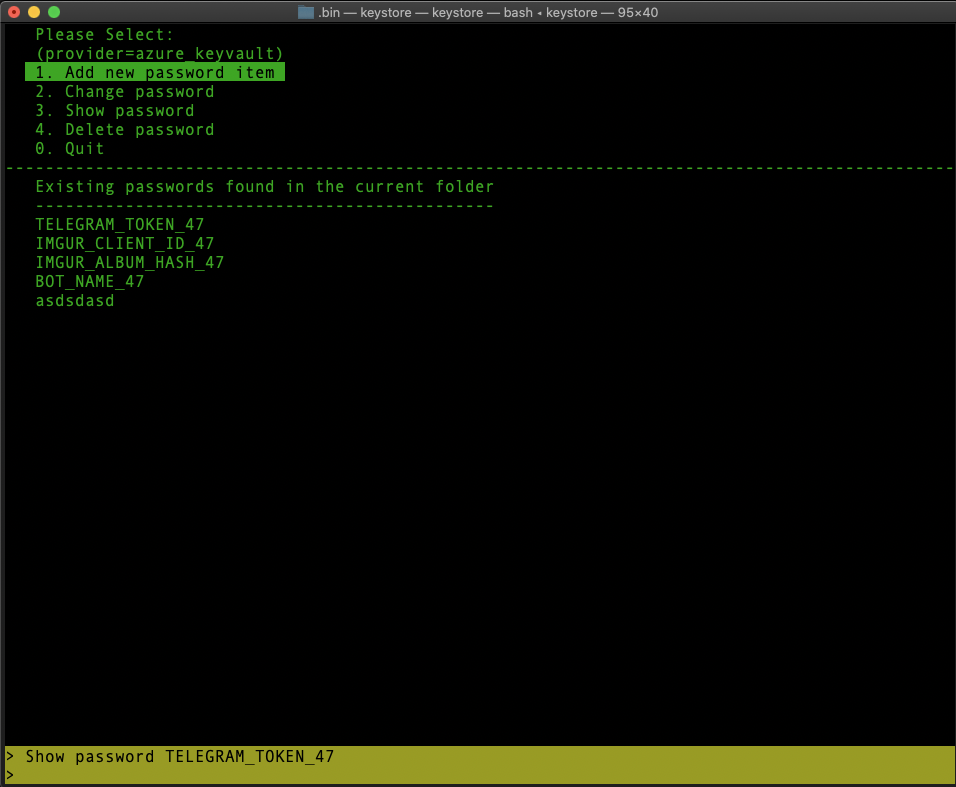 .bin — keystore — keystore — bash ◂ keystore — 95×40
Please Select:
(provider=azure_keyvault)
1. Add new password item
2. Change password
3. Show password
4. Delete password
0. Quit
-----------------------------------------------------------------------------------------------
Existing passwords found in the current folder
----------------------------------------------
TELEGRAM_TOKEN_47
IMGUR_CLIENT_ID_47
IMGUR_ALBUM_HASH_47
BOT_NAME_47
asdsdasd
> Show password TELEGRAM_TOKEN_47
>